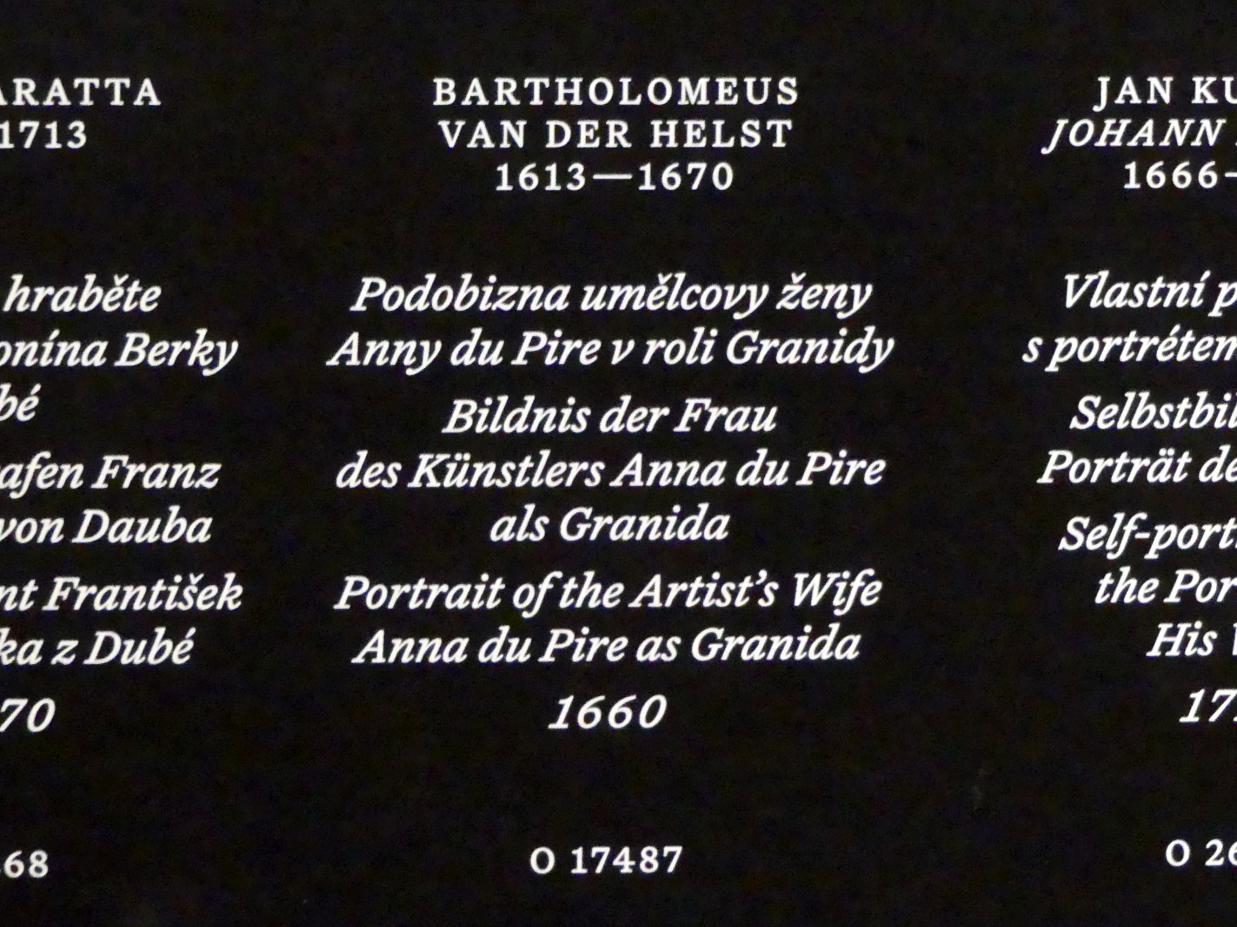 ARATTA
1713
hraběte
onína Berky
bé
afen Franz
von Dauba
nt František
ka z Dubé
70
68
BARTHOLOMEUS
VAN DER HELST
1613—1670
Podobizna umělcovy ženy
Anny du Pire v roli Granidy
Bildnis der Frau
des Künstlers Anna du Pire
als Granida
Portrait of the Artist’s Wife
Anna du Pire as Granida
1660
O 17487
JAN KU
JOHANN
1666-
Vlastní p
s portrétem
Selbstbil
Porträt de
Self-port
the Por
His
17
O 26